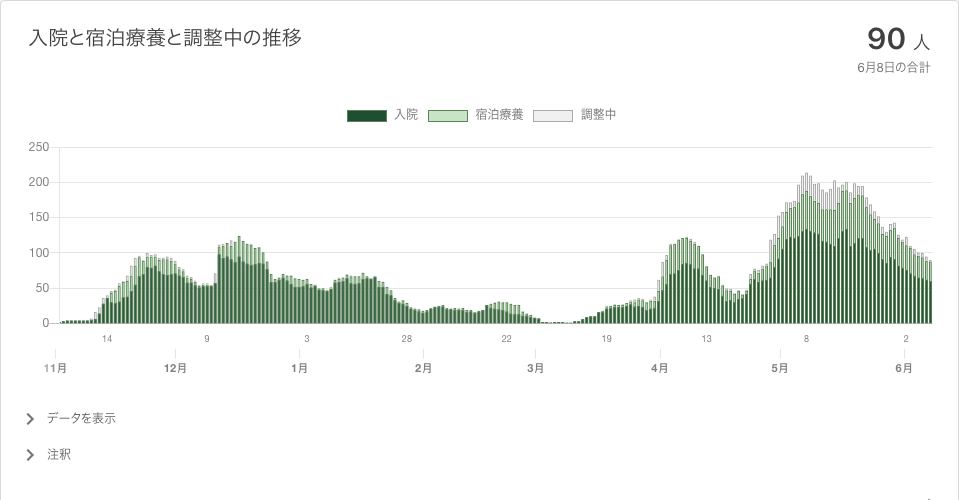 入院と宿泊療養と調整中の推移
90 人
6月8日の合計
入院 宿泊療養 調整中
250
200
150
100
50
0
14 9 3 28 22 19 13 8 2
11月 12月 1月 2月 3月 4月 5月 6月
データを表示
注釈